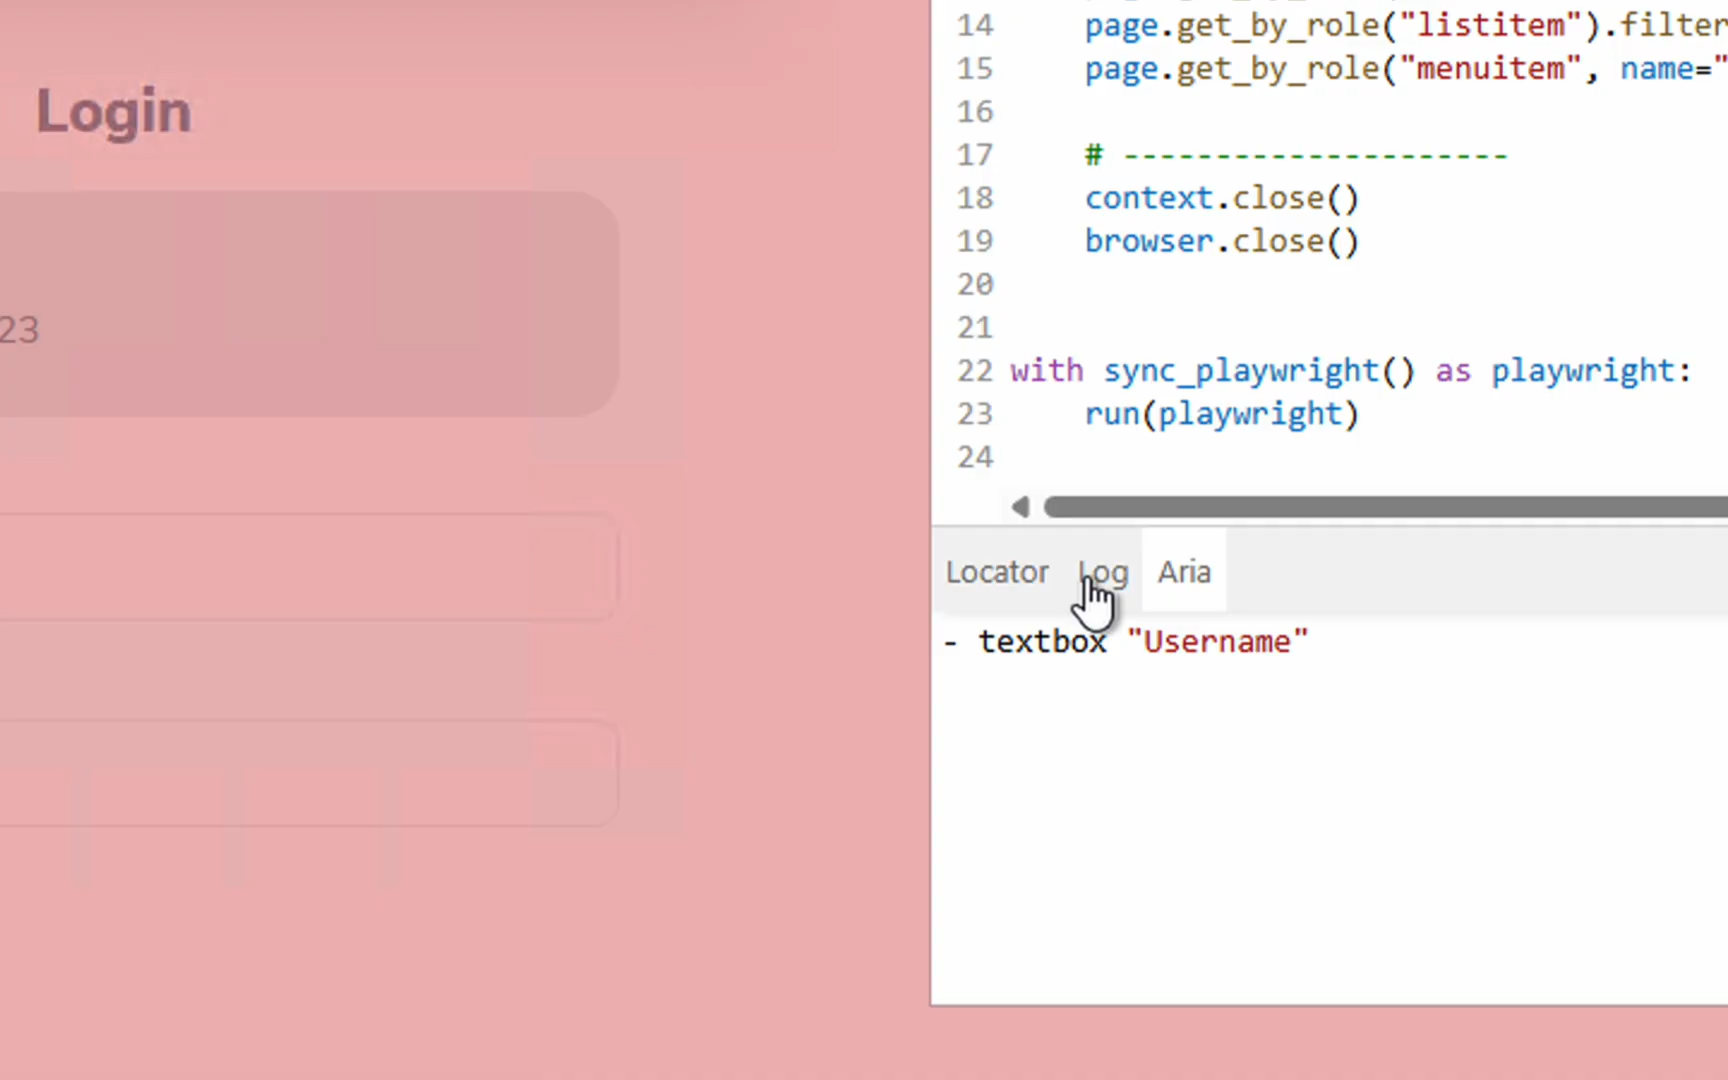 Login
23
14 page.get_by_role("listitem").filter
15 page.get_by_role("menuitem", name="
16
17 # ---------------------
18 context.close()
19 browser.close()
20
21
22 with sync_playwright() as playwright:
23 run(playwright)
24
Locator Log Aria
- textbox "Username"